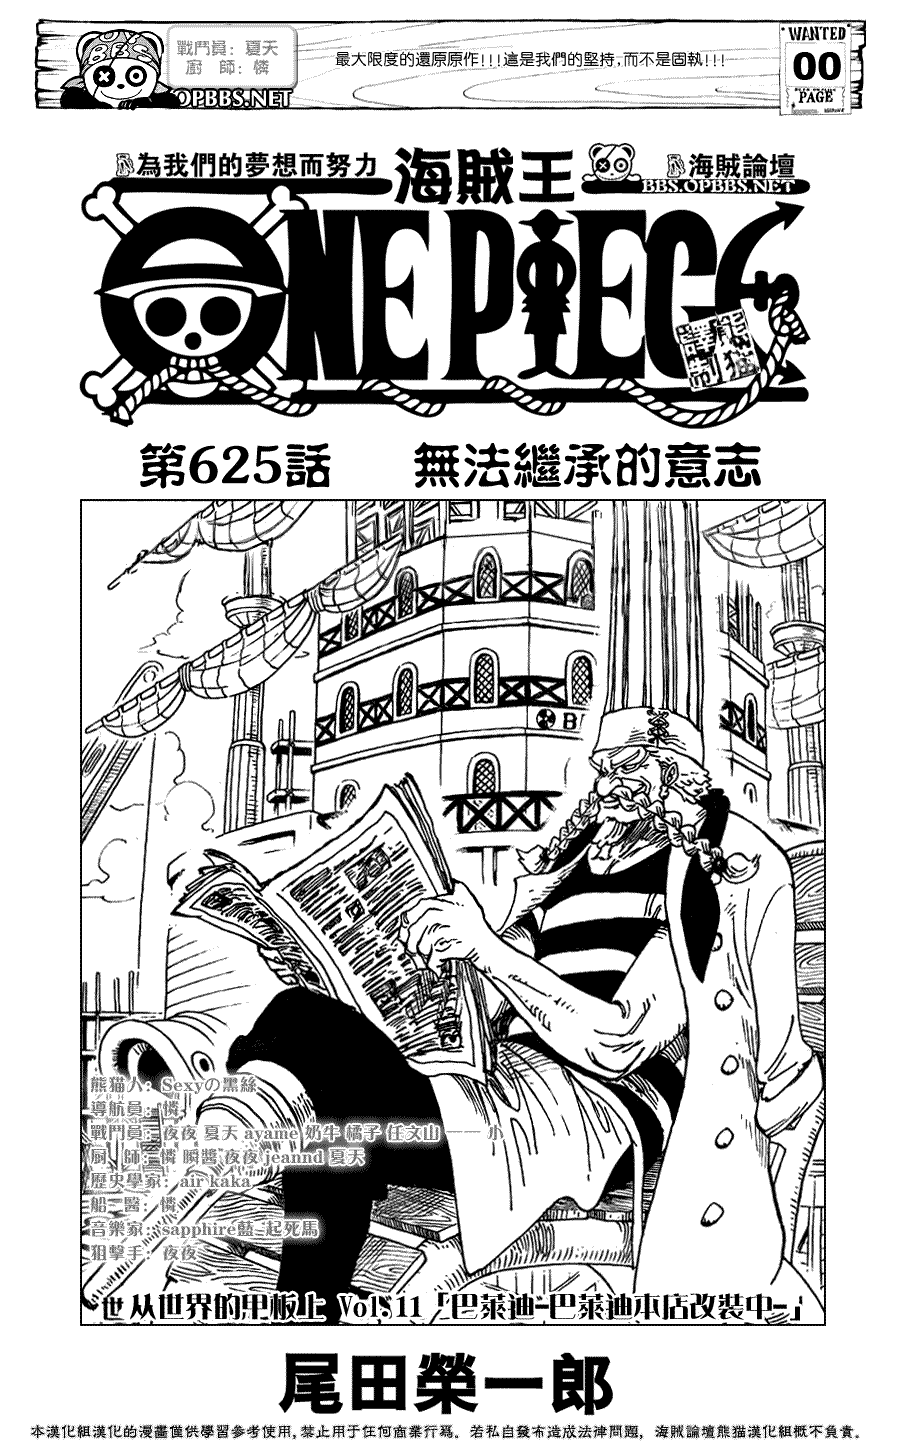 戰鬥員：夏天
廚　師：憐
OPBBS.NET
最大限度的還原原作!!!這是我們的堅持,而不是固執!!!
WANTED
00
PAGE
為我們的夢想而努力
海賊王
海賊論壇
BBS.OPBBS.NET
ONE PIECE
熊猫
譯制
第625話　無法繼承的意志
B
熊猫人：Sexyの黑絲
導航員：憐
戰鬥員：夜夜 夏天 ayame 奶牛 橘子 任文山 一一 小
厨　師：憐 瞬醬 夜夜 jeannd 夏天
歷史學家：air kaka
船　醫：憐
音樂家：sapphire藍_起死馬
狙擊手：夜夜
从世界的甲板上 Vol.11「巴萊迪-巴萊迪本店改裝中-」
尾田榮一郎
本漢化組漢化的漫畫僅供學習參考使用,禁止用于任何商業行爲。若私自發布造成法律問題，海賊論壇熊猫漢化組概不負責。